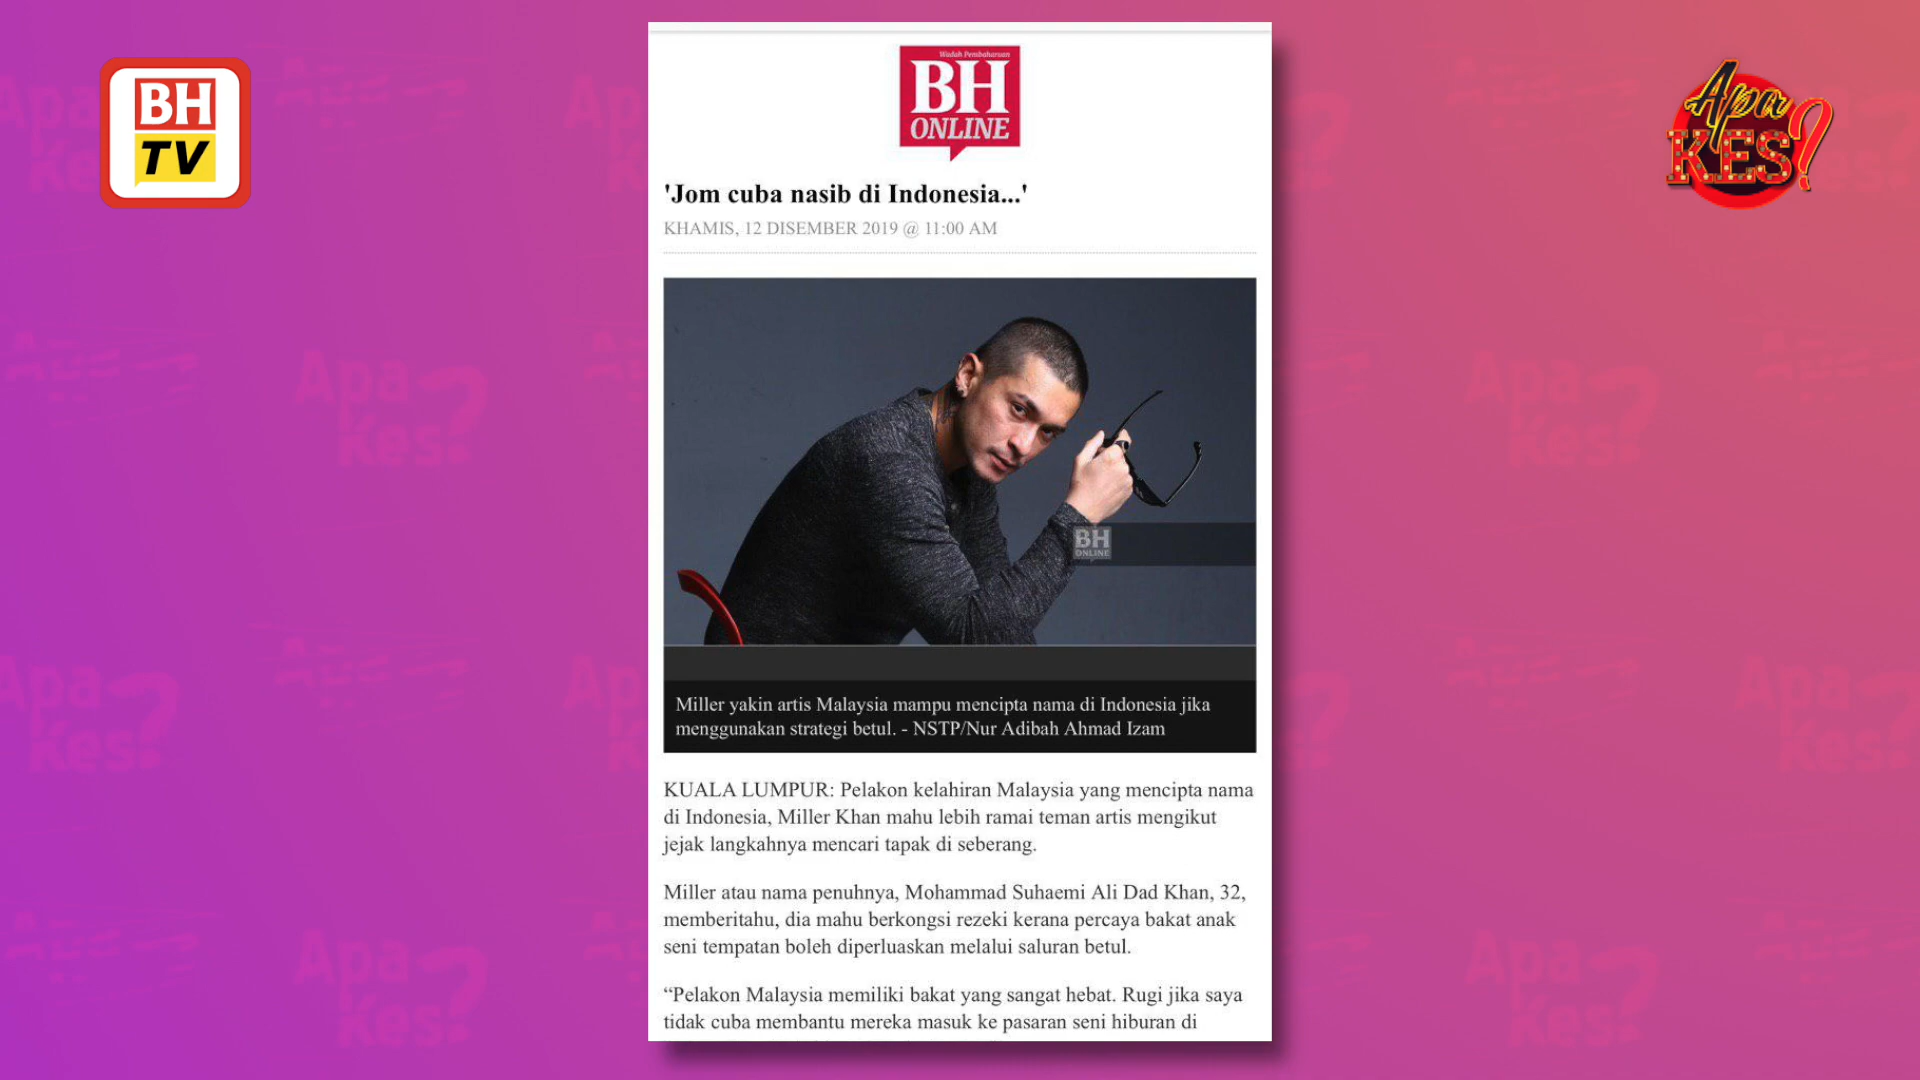 BH
TV
Apa
KES?
Wadah Pembaharuan
BH
ONLINE
'Jom cuba nasib di Indonesia...'
KHAMIS, 12 DISEMBER 2019 @ 11:00 AM
BH
ONLINE
Miller yakin artis Malaysia mampu mencipta nama di Indonesia jika
menggunakan strategi betul. - NSTP/Nur Adibah Ahmad Izam
KUALA LUMPUR: Pelakon kelahiran Malaysia yang mencipta nama
di Indonesia, Miller Khan mahu lebih ramai teman artis mengikut
jejak langkahnya mencari tapak di seberang.
Miller atau nama penuhnya, Mohammad Suhaemi Ali Dad Khan, 32,
memberitahu, dia mahu berkongsi rezeki kerana percaya bakat anak
seni tempatan boleh diperluaskan melalui saluran betul.
“Pelakon Malaysia memiliki bakat yang sangat hebat. Rugi jika saya
tidak cuba membantu mereka masuk ke pasaran seni hiburan di